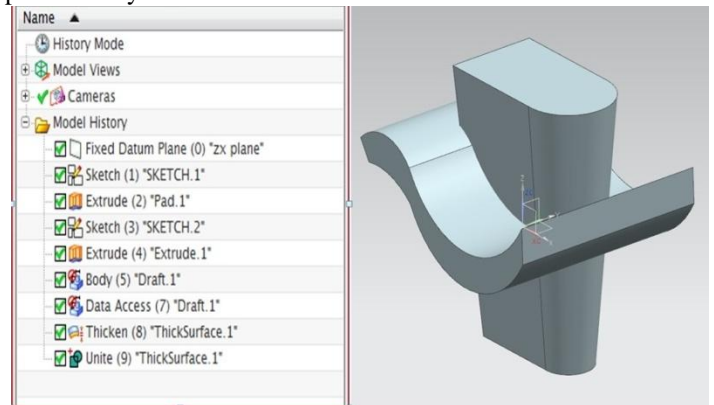 Name
History Mode
Model Views
Cameras
Model History
Fixed Datum Plane (0) "zx plane"
Sketch (1) "SKETCH.1"
Extrude (2) "Pad.1"
Sketch (3) "SKETCH.2"
Extrude (4) "Extrude.1"
Body (5) "Draft.1"
Data Access (7) "Draft.1"
Thicken (8) "ThickSurface.1"
Unite (9) "ThickSurface.1"